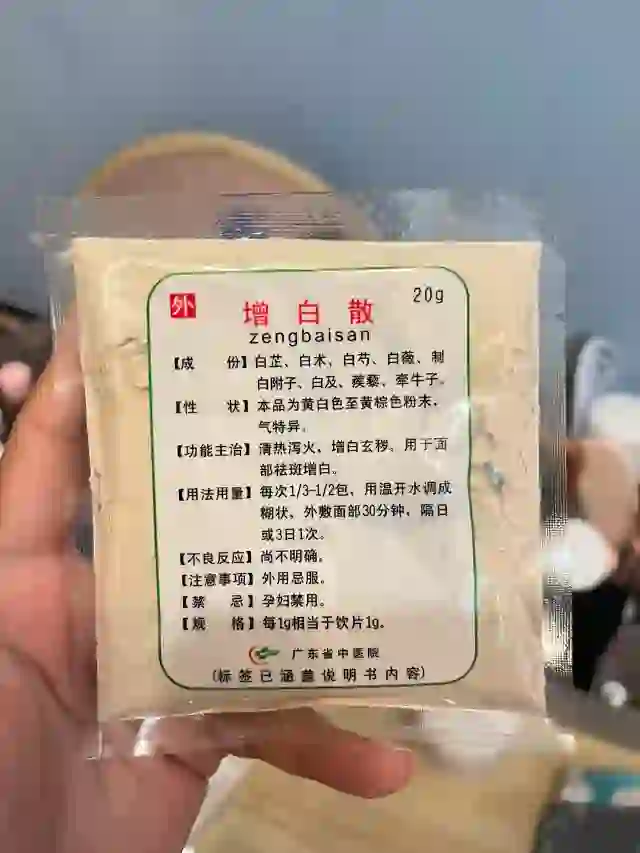 外
增白散
20g
zengbaisan
【成 份】白芷、白术、白芍、白薇、制
白附子、白及、蒺藜、牵牛子。
【性 状】本品为黄白色至黄棕色粉末，
气特异。
【功能主治】清热泻火，增白玄秽。用于面
部祛斑增白。
【用法用量】每次1/3-1/2包，用温开水调成
糊状，外敷面部30分钟，隔日
或3日1次。
【不良反应】尚不明确。
【注意事项】外用忌服。
【禁 忌】孕妇禁用。
【规 格】每1g相当于饮片1g。
广东省中医院
(标签已涵盖说明书内容)